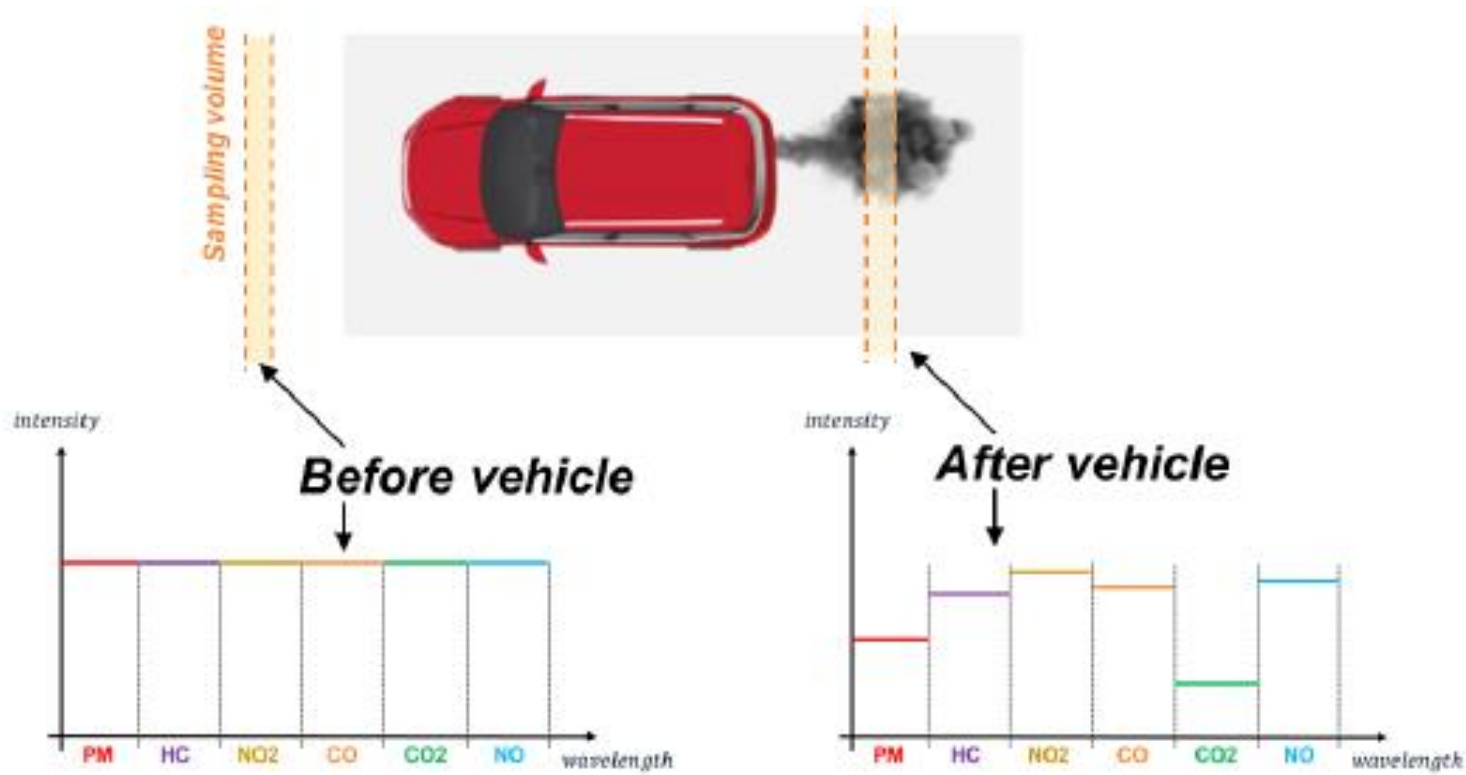 Sampling volume
intensity
Before vehicle
PM HC NO2 CO CO2 NO
wavelength
intensity
After vehicle
PM HC NO2 CO CO2 NO
wavelength